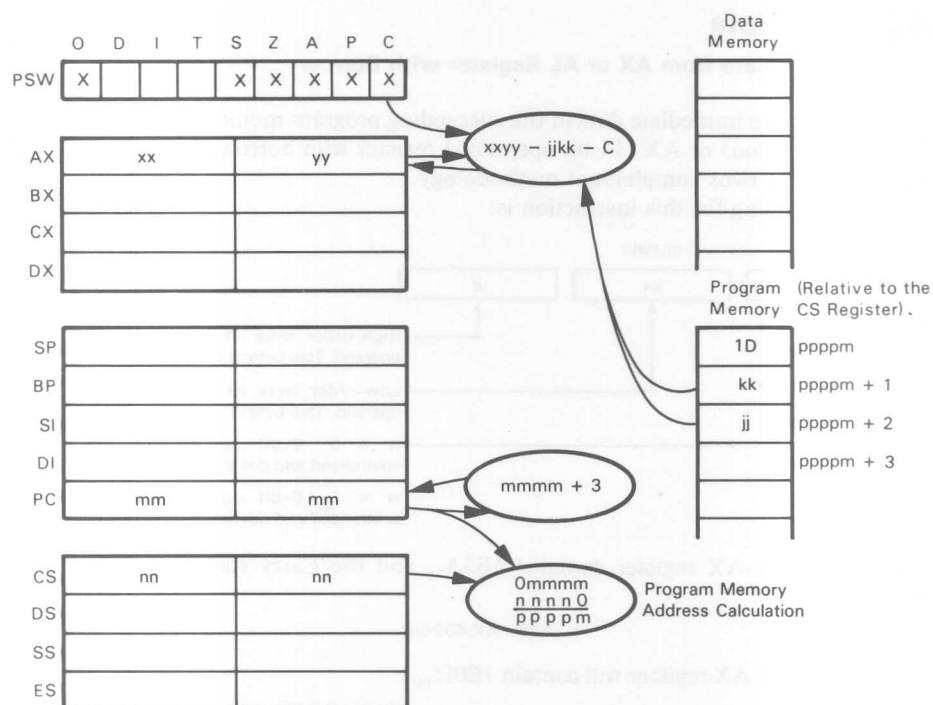 O D I T S Z A P C
PSW X X X X X X
AX xx yy
BX
CX
DX
SP
BP
SI
DI
PC mm mm
CS nn nn
DS
SS
ES
xxyy - jjkk - C
mmmm + 3
0mmmm
nnnn0
ppppm
Program Memory
Address Calculation
Data
Memory
Program (Relative to the
Memory CS Register).
1D ppppm
kk ppppm + 1
jj ppppm + 2
ppppm + 3